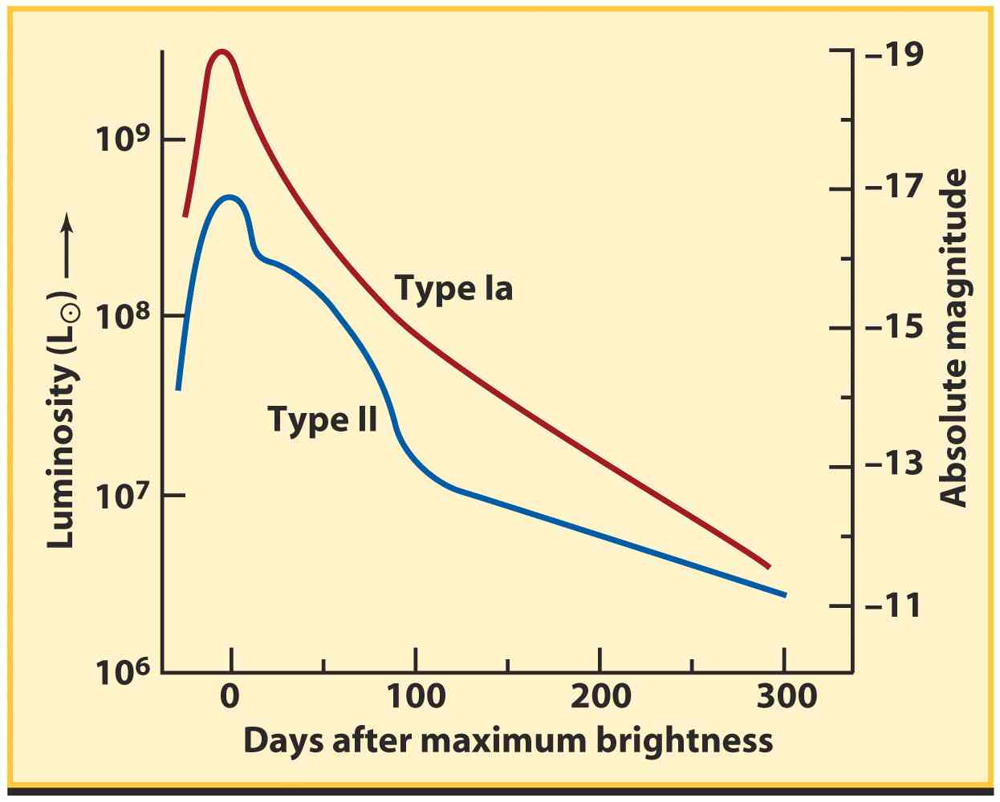 Luminosity (L☉) ⟶
10⁹
10⁸
10⁷
10⁶
Type Ia
Type II
–19
–17
–15
–13
–11
Absolute magnitude
0 100 200 300
Days after maximum brightness